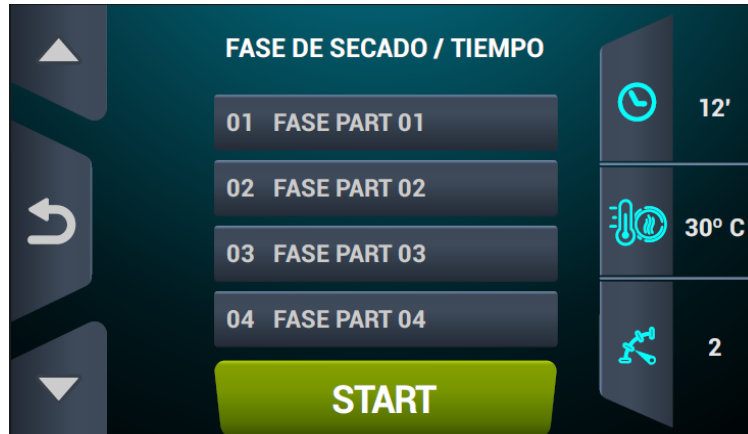 FASE DE SECADO / TIEMPO
01 FASE PART 01
02 FASE PART 02
03 FASE PART 03
04 FASE PART 04
START
12'
30º C
2